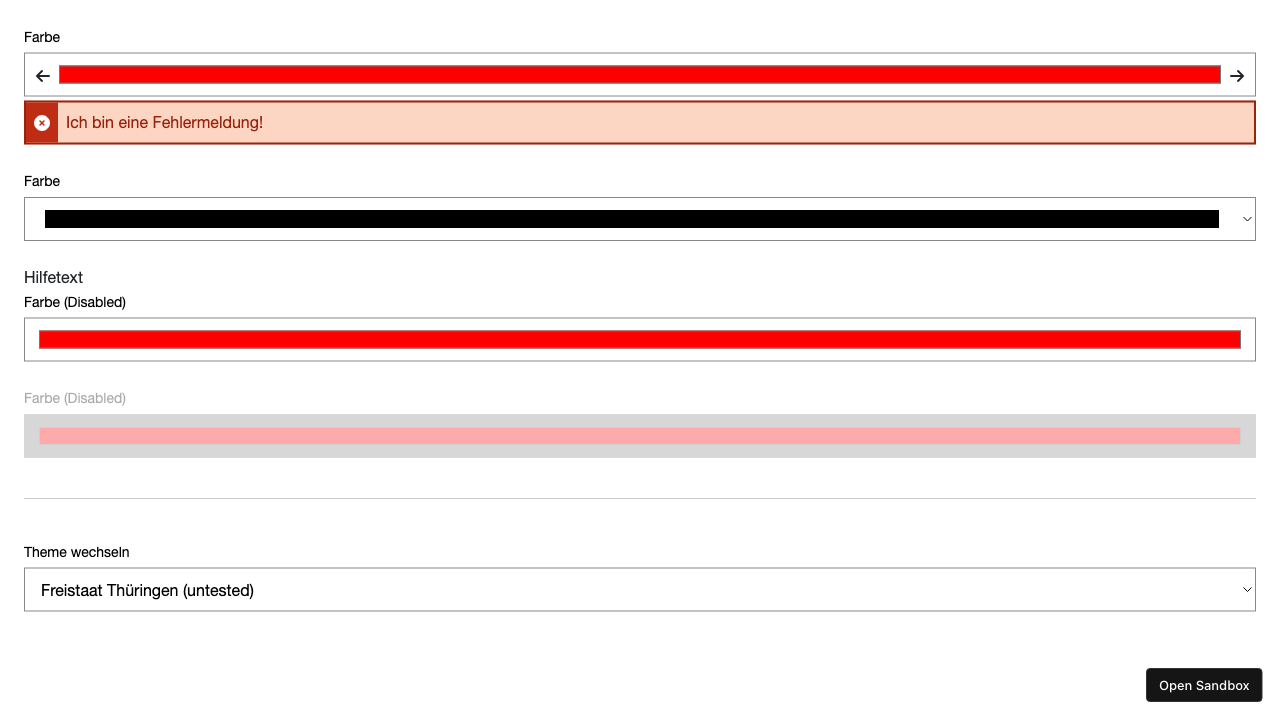 Farbe
Ich bin eine Fehlermeldung!
Farbe
Hilfetext
Farbe (Disabled)
Farbe (Disabled)
Theme wechseln
Freistaat Thüringen (untested)
Open Sandbox